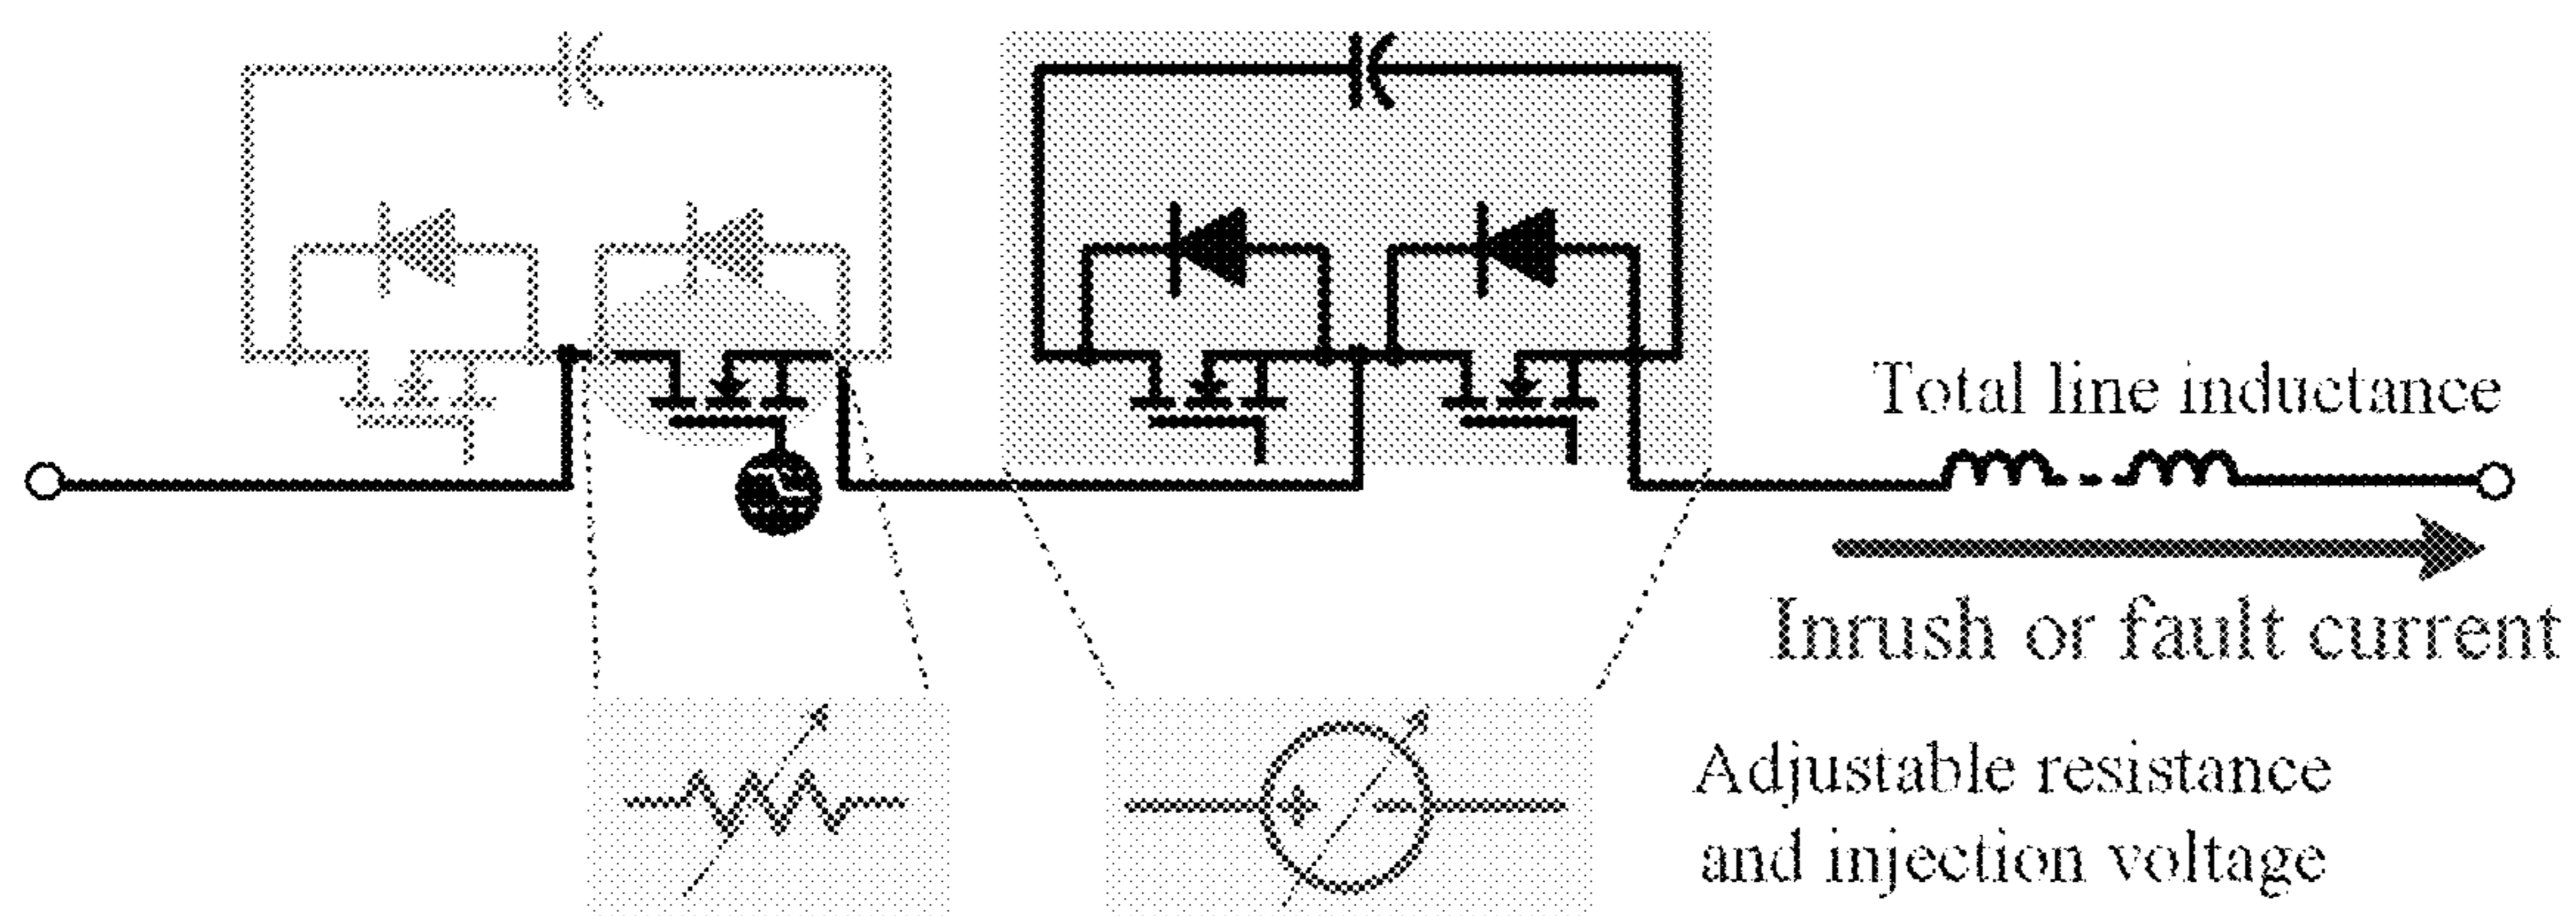 Total line inductance
Inrush or fault current
Adjustable resistance
and injection voltage